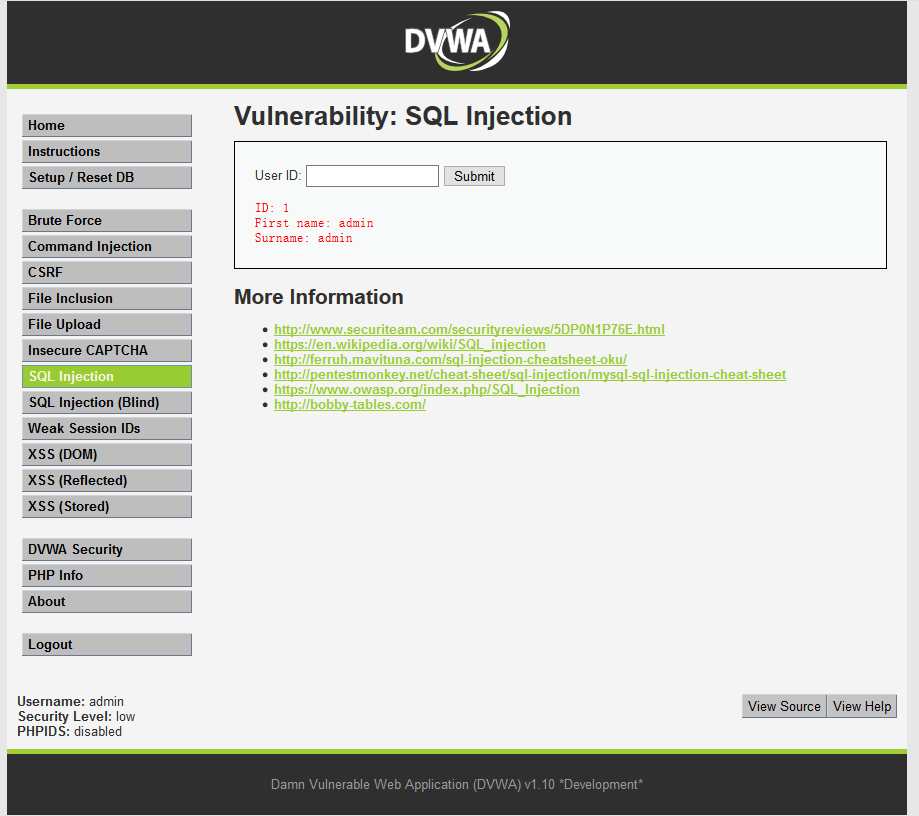 DVWA
Home
Instructions
Setup / Reset DB
Brute Force
Command Injection
CSRF
File Inclusion
File Upload
Insecure CAPTCHA
SQL Injection
SQL Injection (Blind)
Weak Session IDs
XSS (DOM)
XSS (Reflected)
XSS (Stored)
DVWA Security
PHP Info
About
Logout
Vulnerability: SQL Injection
User ID: Submit
ID: 1
First name: admin
Surname: admin
More Information
http://www.securiteam.com/securityreviews/5DP0N1P76E.html
https://en.wikipedia.org/wiki/SQL_injection
http://ferruh.mavituna.com/sql-injection-cheatsheet-oku/
http://pentestmonkey.net/cheat-sheet/sql-injection/mysql-sql-injection-cheat-sheet
https://www.owasp.org/index.php/SQL_Injection
http://bobby-tables.com/
Username: admin
Security Level: low
PHPIDS: disabled
View Source View Help
Damn Vulnerable Web Application (DVWA) v1.10 *Development*